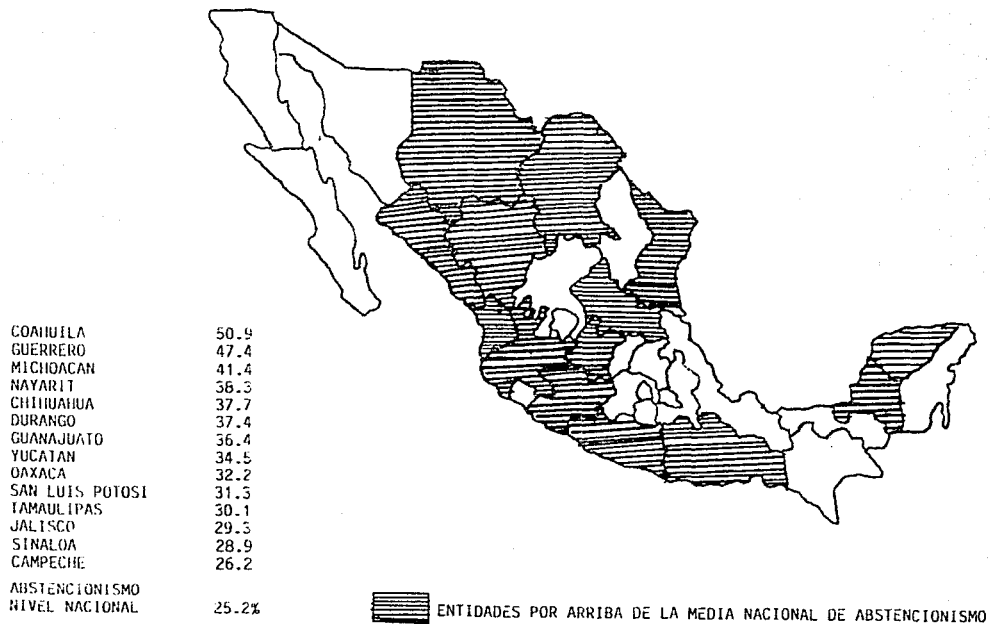 COAHUILA 50.9
GUERRERO 47.4
MICHOACAN 41.4
NAYARIT 38.3
CHIHUAHUA 37.7
DURANGO 37.4
GUANAJUATO 36.4
YUCATAN 34.5
OAXACA 32.2
SAN LUIS POTOSI 31.3
TAMAULIPAS 30.1
JALISCO 29.3
SINALOA 28.9
CAMPECHE 26.2
ABSTENCIONISMO
NIVEL NACIONAL 25.2%
ENTIDADES POR ARRIBA DE LA MEDIA NACIONAL DE ABSTENCIONISMO